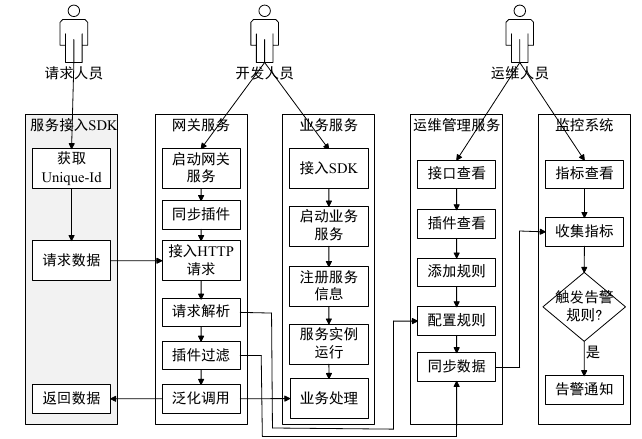 请求人员
开发人员
运维人员
服务接入SDK
获取
Unique-Id
请求数据
返回数据
网关服务
启动网关
服务
同步插件
接入HTTP
请求
请求解析
插件过滤
泛化调用
业务服务
接入SDK
启动业务
服务
注册服务
信息
服务实例
运行
业务处理
运维管理服务
接口查看
插件查看
添加规则
配置规则
同步数据
监控系统
指标查看
收集指标
触发告警
规则?
是
告警通知